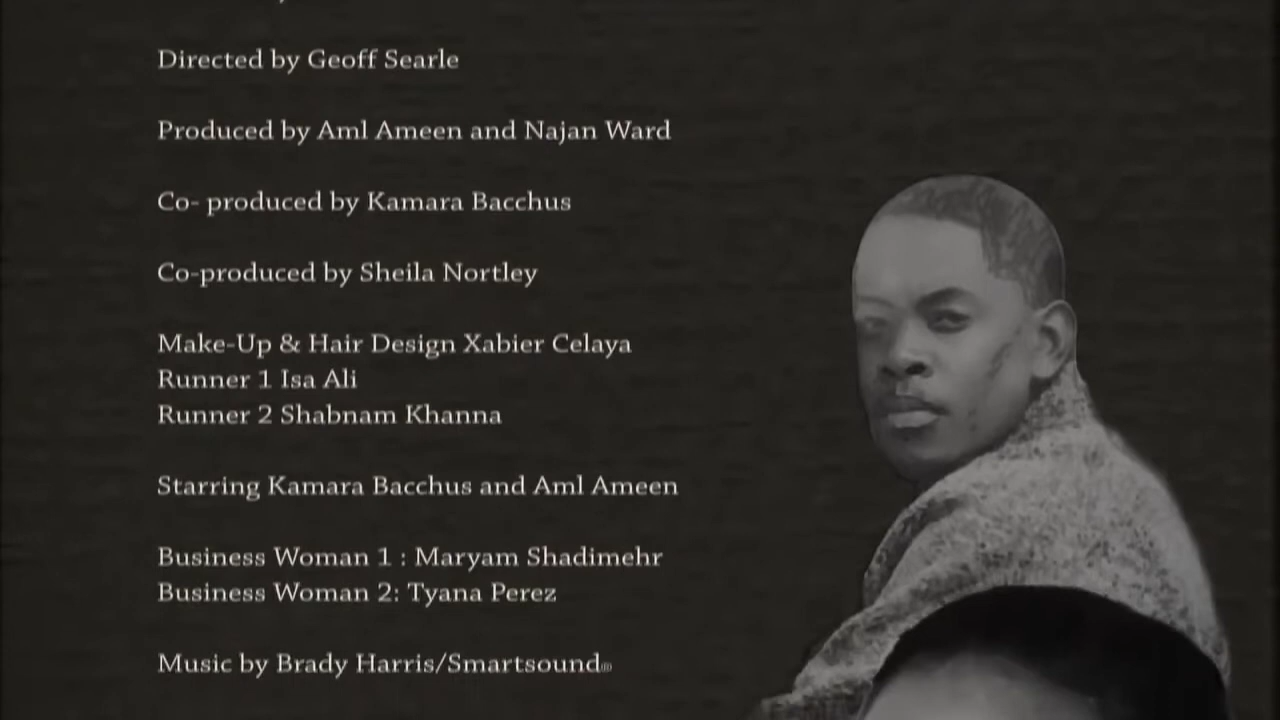 Directed by Geoff Searle
Produced by Aml Ameen and Najan Ward
Co- produced by Kamara Bacchus
Co-produced by Sheila Nortley
Make-Up & Hair Design Xabier Celaya
Runner 1 Isa Ali
Runner 2 Shabnam Khanna
Starring Kamara Bacchus and Aml Ameen
Business Woman 1 : Maryam Shadimehr
Business Woman 2: Tyana Perez
Music by Brady Harris/Smartsound